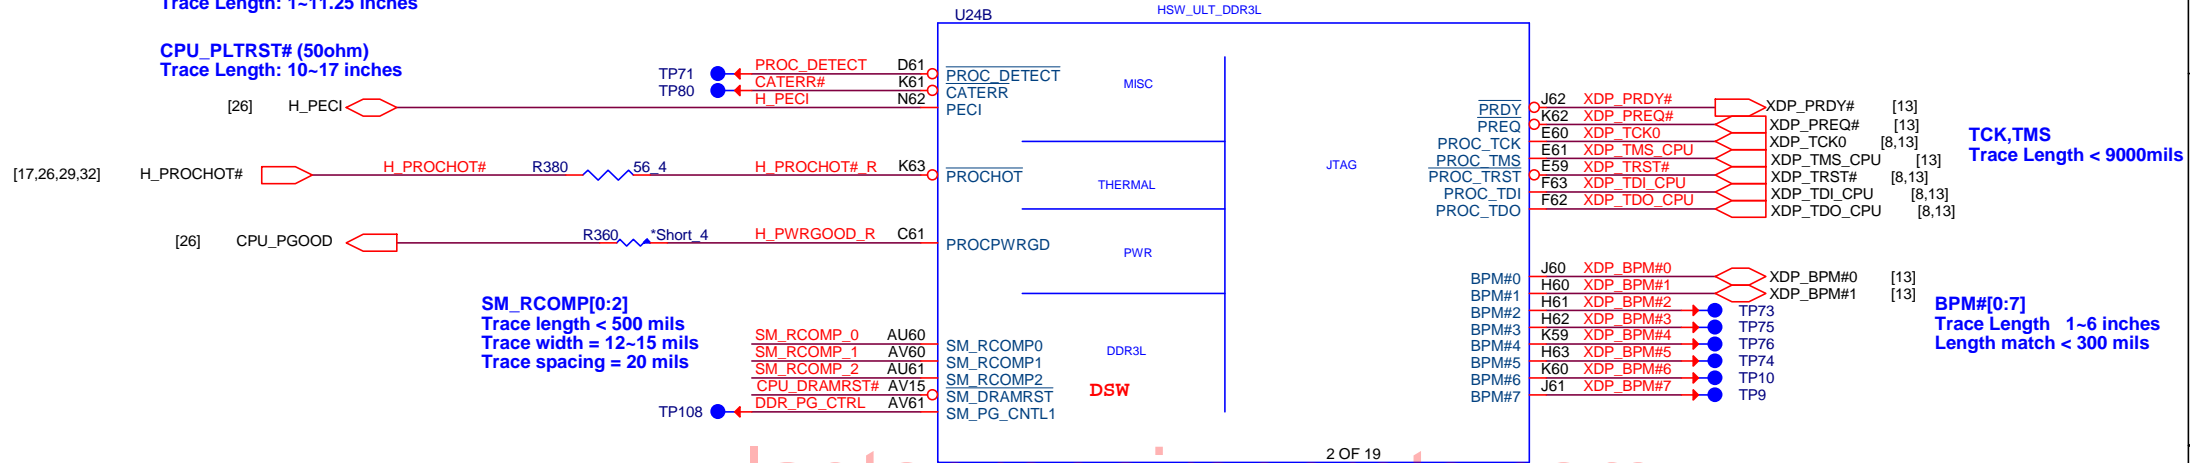 Trace Length: 1~11.25 inches
CPU_PLTRST# (50ohm)
Trace Length: 10~17 inches
U24B
HSW_ULT_DDR3L
TP71 PROC_DETECT D61 PROC_DETECT
TP80 CATERR# K61 CATERR
[26] H_PECI H_PECI N62 PECI
MISC
[17,26,29,32] H_PROCHOT# H_PROCHOT# R380 56_4 H_PROCHOT#_R K63 PROCHOT
THERMAL
[26] CPU_PGOOD R360 *Short_4 H_PWRGOOD_R C61 PROCPWRGD
PWR
SM_RCOMP[0:2]
Trace length < 500 mils
Trace width = 12~15 mils
Trace spacing = 20 mils
SM_RCOMP_0 AU60 SM_RCOMP0
SM_RCOMP_1 AV60 SM_RCOMP1
SM_RCOMP_2 AU61 SM_RCOMP2
CPU_DRAMRST# AV15 SM_DRAMRST
TP108 DDR_PG_CTRL AV61 SM_PG_CNTL1
DDR3L
DSW
JTAG
PRDY J62 XDP_PRDY# XDP_PRDY# [13]
PREQ K62 XDP_PREQ# XDP_PREQ# [13]
PROC_TCK E60 XDP_TCK0 XDP_TCK0 [8,13]
PROC_TMS E61 XDP_TMS_CPU XDP_TMS_CPU [13]
PROC_TRST E59 XDP_TRST# XDP_TRST# [8,13]
PROC_TDI F63 XDP_TDI_CPU XDP_TDI_CPU [8,13]
PROC_TDO F62 XDP_TDO_CPU XDP_TDO_CPU [8,13]
TCK,TMS
Trace Length < 9000mils
BPM#0 J60 XDP_BPM#0 XDP_BPM#0 [13]
BPM#1 H60 XDP_BPM#1 XDP_BPM#1 [13]
BPM#2 H61 XDP_BPM#2 TP73
BPM#3 H62 XDP_BPM#3 TP75
BPM#4 K59 XDP_BPM#4 TP76
BPM#5 H63 XDP_BPM#5 TP74
BPM#6 K60 XDP_BPM#6 TP10
BPM#7 J61 XDP_BPM#7 TP9
BPM#[0:7]
Trace Length 1~6 inches
Length match < 300 mils
2 OF 19